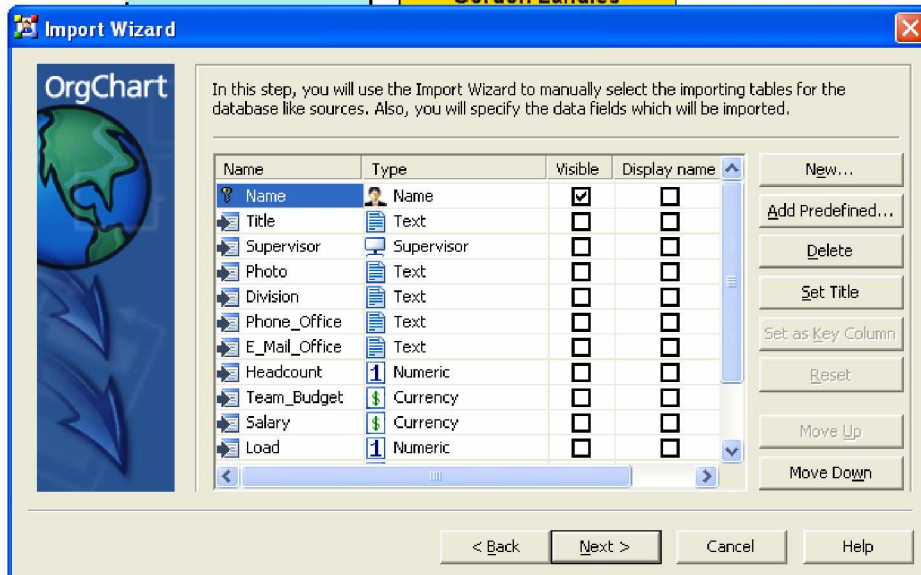 Import Wizard
OrgChart
In this step, you will use the Import Wizard to manually select the importing tables for the
database like sources. Also, you will specify the data fields which will be imported.
Name Type Visible Display name
Name Name
Title Text
Supervisor Supervisor
Photo Text
Division Text
Phone_Office Text
E_Mail_Office Text
Headcount 1 Numeric
Team_Budget $ Currency
Salary $ Currency
Load 1 Numeric
New...
Add Predefined...
Delete
Set Title
Set as Key Column
Reset
Move Up
Move Down
< Back Next > Cancel Help